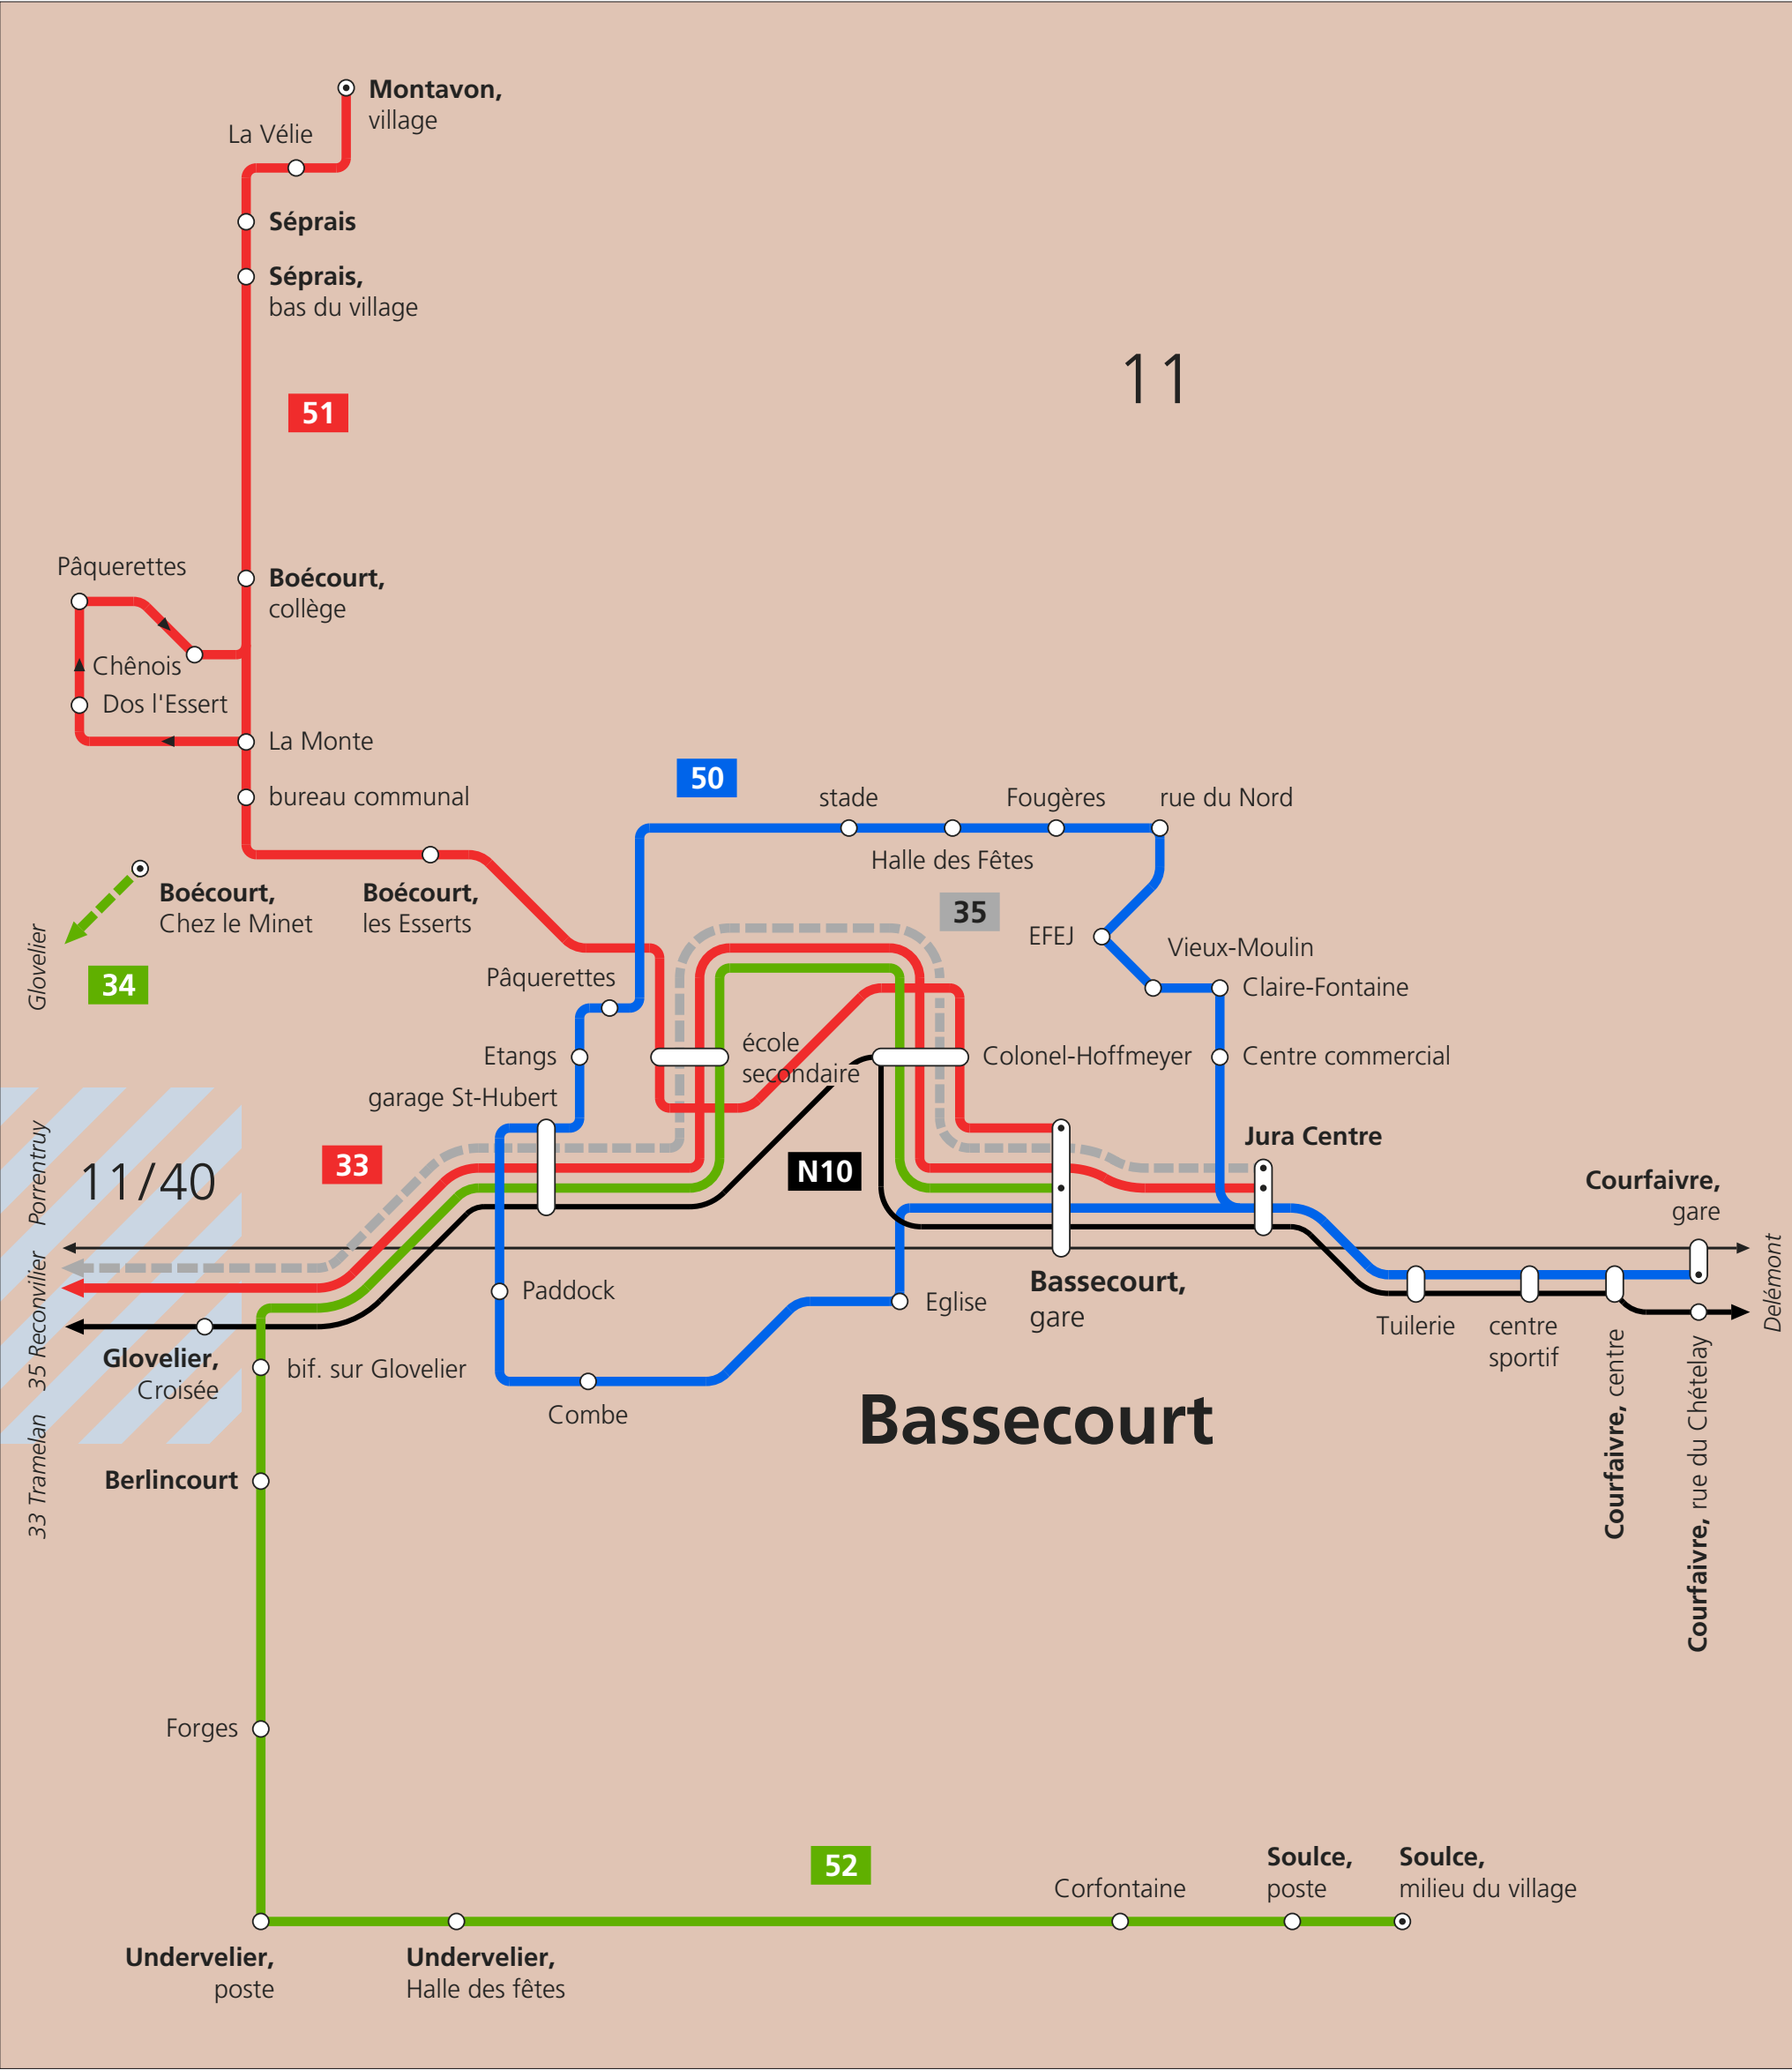 Montavon,
village
La Vélie
Séprais
Séprais,
bas du village
11
51
Pâquerettes
Boécourt,
collège
Chênois
Dos l'Essert
La Monte
bureau communal
50
stade
Fougères
rue du Nord
Halle des Fêtes
Boécourt,
Chez le Minet
Boécourt,
les Esserts
35
EFEJ
Vieux-Moulin
Glovelier
34
Pâquerettes
Claire-Fontaine
Etangs
école
secondaire
Colonel-Hoffmeyer
Centre commercial
garage St-Hubert
Jura Centre
Porrentruy
11/40
33
N10
Courfaivre,
gare
35 Reconvilier
Paddock
Eglise
Bassecourt,
gare
Delémont
Tuilerie
centre
sportif
Glovelier,
Croisée
bif. sur Glovelier
Combe
Bassecourt
Courfaivre, centre
Courfaivre, rue du Chételay
33 Tramelan
Berlincourt
Forges
52
Corfontaine
Soulce,
poste
Soulce,
milieu du village
Undervelier,
poste
Undervelier,
Halle des fêtes